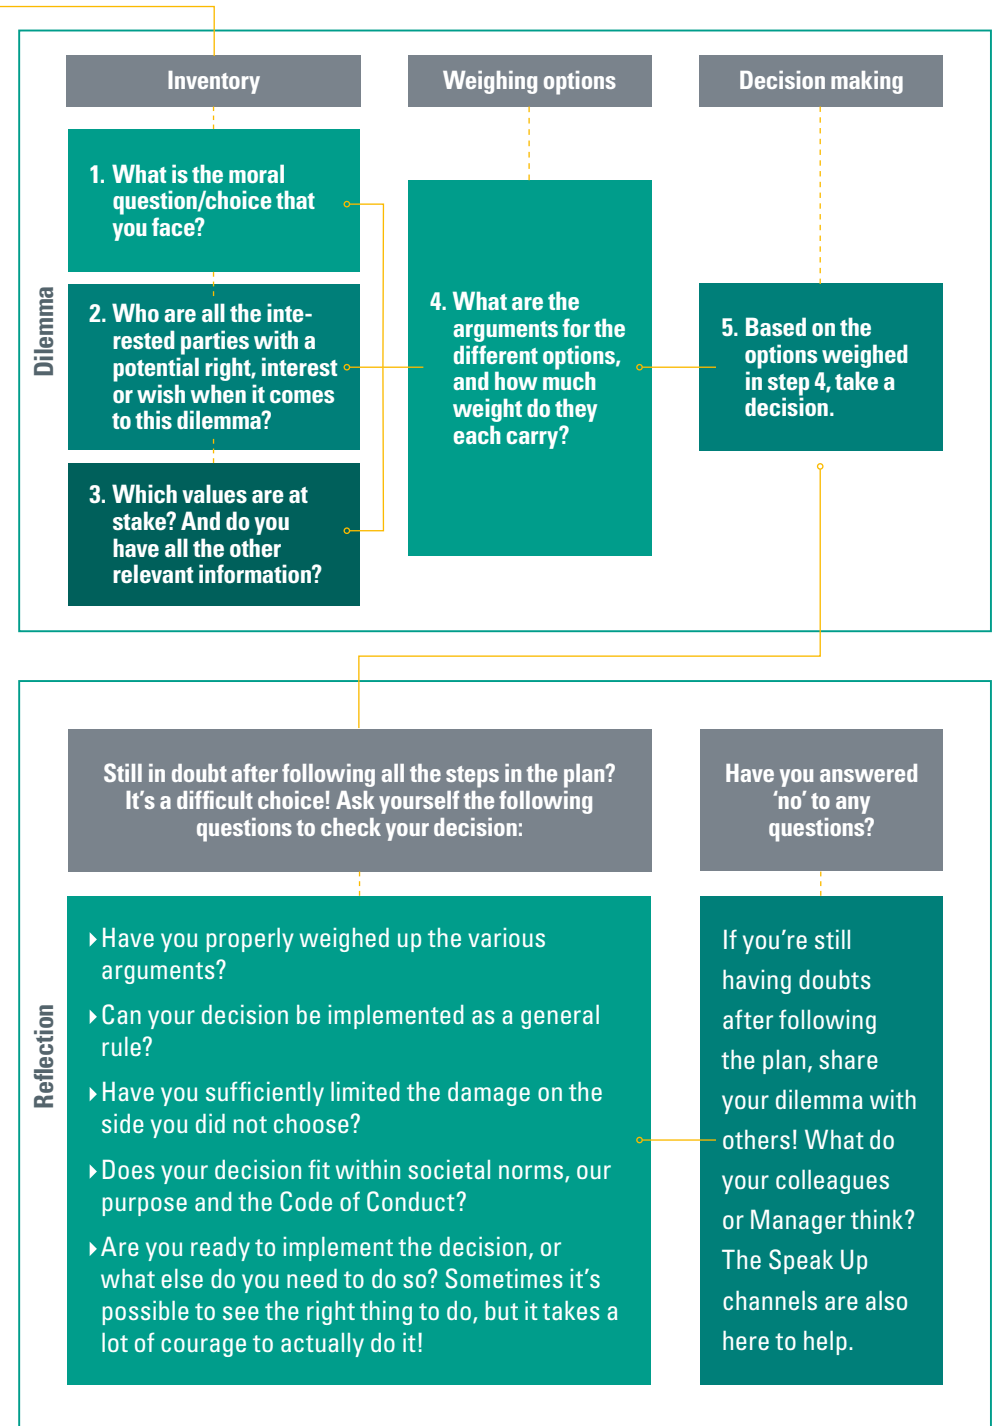 Inventory
Weighing options
Decision making
Dilemma
1. What is the moral
question/choice that
you face?
2. Who are all the inte-
rested parties with a
potential right, interest
or wish when it comes
to this dilemma?
3. Which values are at
stake? And do you
have all the other
relevant information?
4. What are the
arguments for the
different options,
and how much
weight do they
each carry?
5. Based on the
options weighed
in step 4, take a
decision.
Reflection
Still in doubt after following all the steps in the plan?
It's a difficult choice! Ask yourself the following
questions to check your decision:
Have you properly weighed up the various
arguments?
Can your decision be implemented as a general
rule?
Have you sufficiently limited the damage on the
side you did not choose?
Does your decision fit within societal norms, our
purpose and the Code of Conduct?
Are you ready to implement the decision, or
what else do you need to do so? Sometimes it's
possible to see the right thing to do, but it takes a
lot of courage to actually do it!
Have you answered
‘no’ to any
questions?
If you're still
having doubts
after following
the plan, share
your dilemma with
others! What do
your colleagues
or Manager think?
The Speak Up
channels are also
here to help.